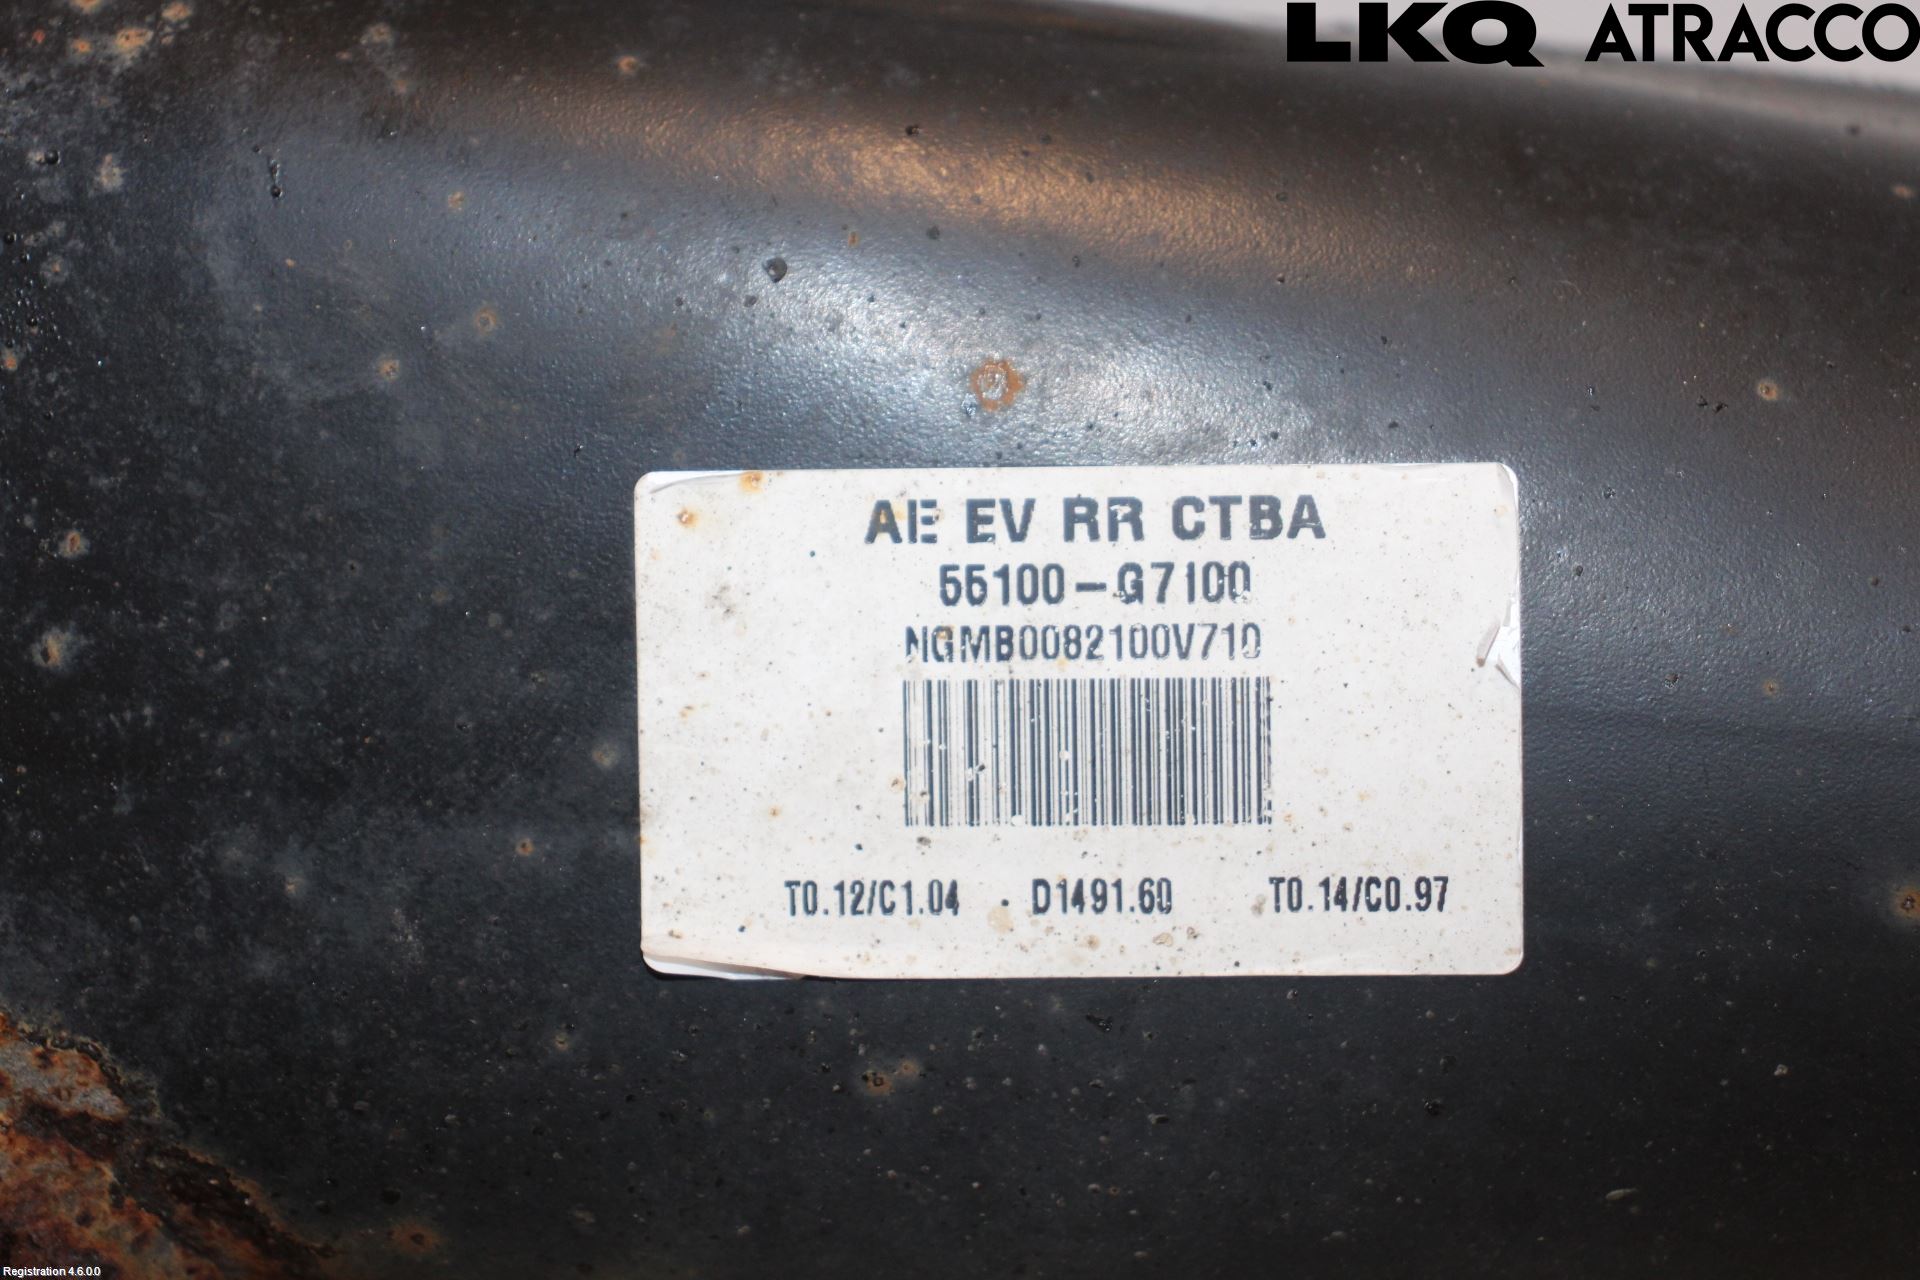 LKQ ATRACCO
AE EV RR CTBA
55100-G7100
NGMB0082100V710
T0.12/C1.04 D1491.60 T0.14/C0.97
Registration 4.6.0.0